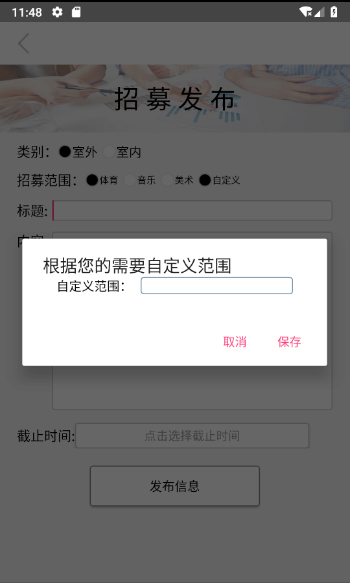 11:48
招募发布
类别: 室外 室内
招募范围: 体育 音乐 美术 自定义
标题:
内容
根据您的需要自定义范围
自定义范围:
取消 保存
截止时间: 点击选择截止时间
发布信息